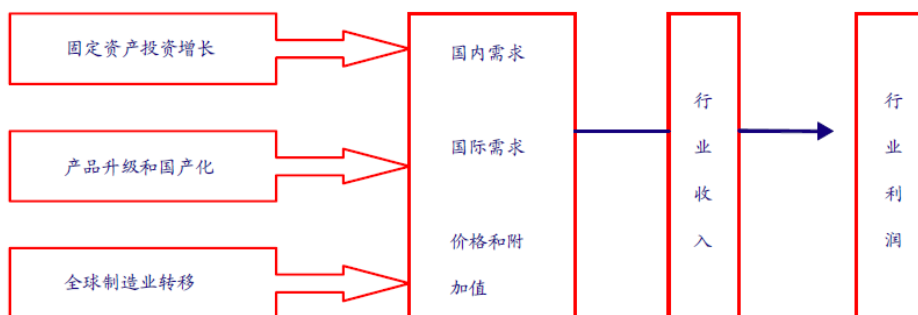 固定资产投资增长
产品升级和国产化
全球制造业转移
国内需求
国际需求
价格和附
加值
行
业
收
入
行
业
利
润